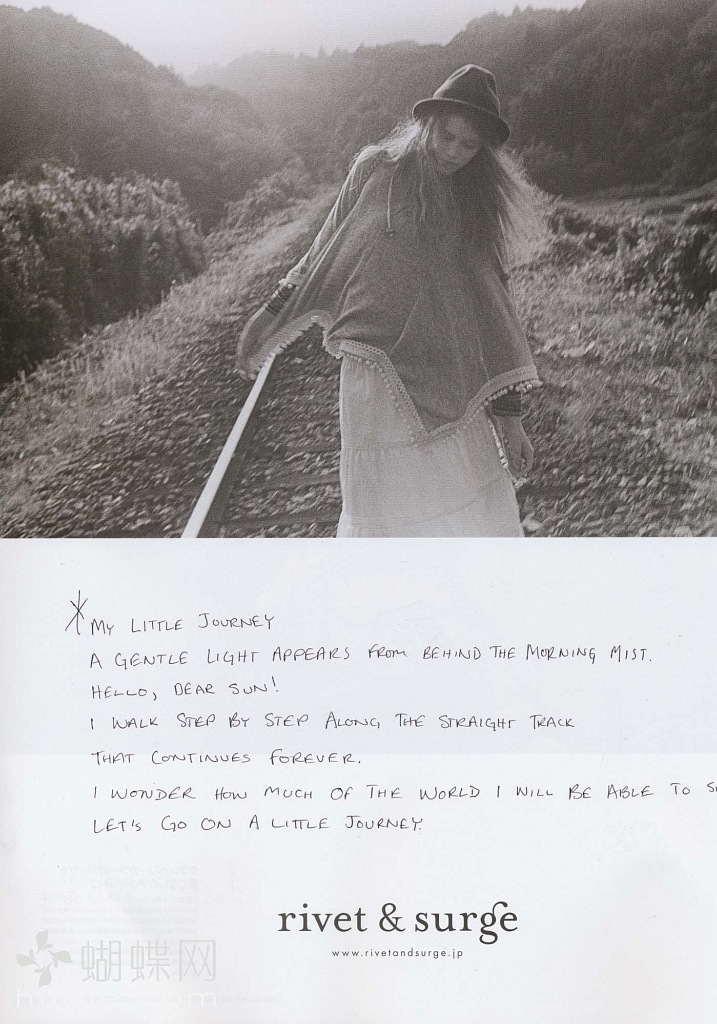 MY LITTLE JOURNEY
A GENTLE LIGHT APPEARS FROM BEHIND THE MORNING MIST.
HELLO, DEAR SUN!
I WALK STEP BY STEP ALONG THE STRAIGHT TRACK
THAT CONTINUES FOREVER.
I WONDER HOW MUCH OF THE WORLD I WILL BE ABLE TO
LET'S GO ON A LITTLE JOURNEY.
rivet & surge
www.rivetandsurge.jp
蝴蝶网